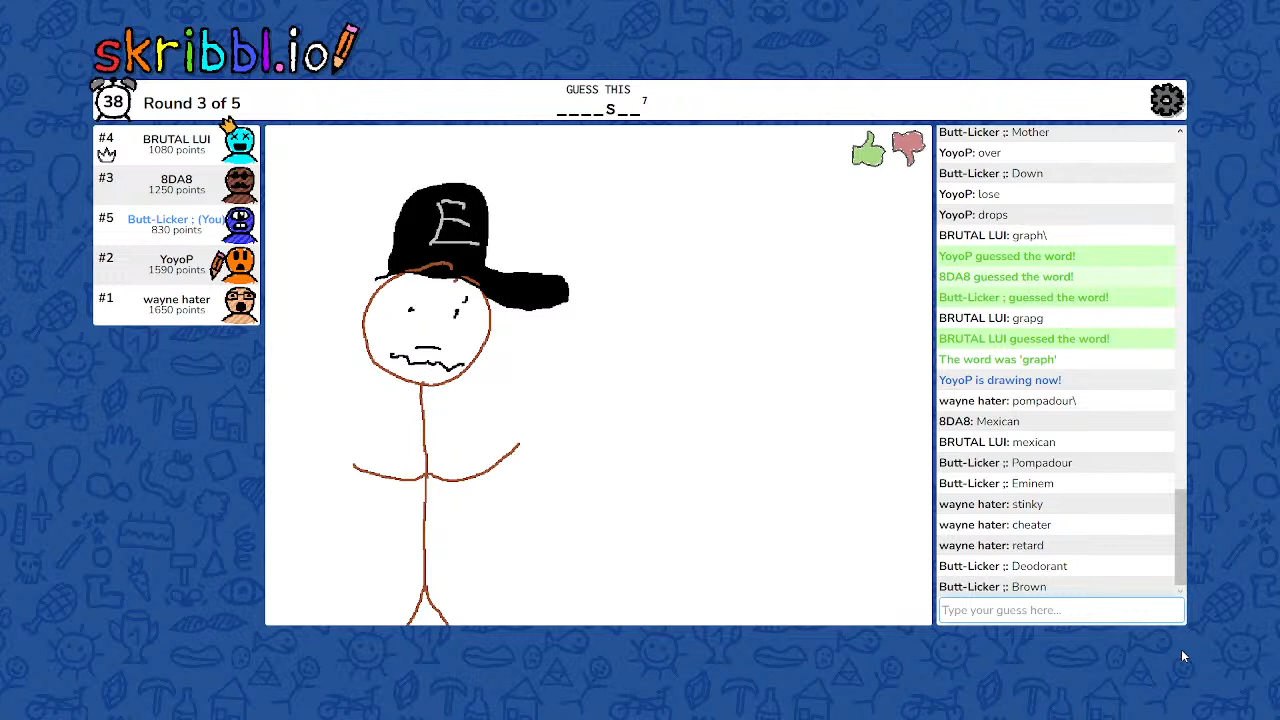 skribbl.io
38
Round 3 of 5
GUESS THIS
____S__ 7
#4
BRUTAL LUI
1080 points
#3
8DA8
1250 points
#5
Butt-Licker ; (You)
830 points
#2
YoyoP
1590 points
#1
wayne hater
1650 points
E
Butt-Licker ;: Mother
YoyoP: over
Butt-Licker ;: Down
YoyoP: lose
YoyoP: drops
BRUTAL LUI: graph\
YoyoP guessed the word!
8DA8 guessed the word!
Butt-Licker ; guessed the word!
BRUTAL LUI: grapg
BRUTAL LUI guessed the word!
The word was 'graph'
YoyoP is drawing now!
wayne hater: pompadour\
8DA8: Mexican
BRUTAL LUI: mexican
Butt-Licker ;: Pompadour
Butt-Licker ;: Eminem
wayne hater: stinky
wayne hater: cheater
wayne hater: retard
Butt-Licker ;: Deodorant
Butt-Licker ;: Brown
Type your guess here...